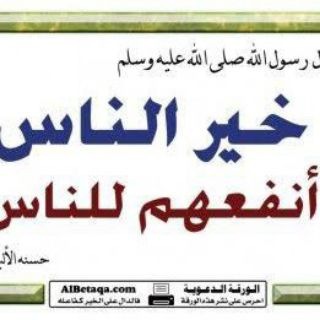 ل رسول الله صلى الله عليه وسلم
خير الناس
أنفعهم للناس
حسنه الألب
الورقة الدعوية
احرص على نشر هذه الورقة
فالدال على الخير كفاعله
AlBetaqa.com